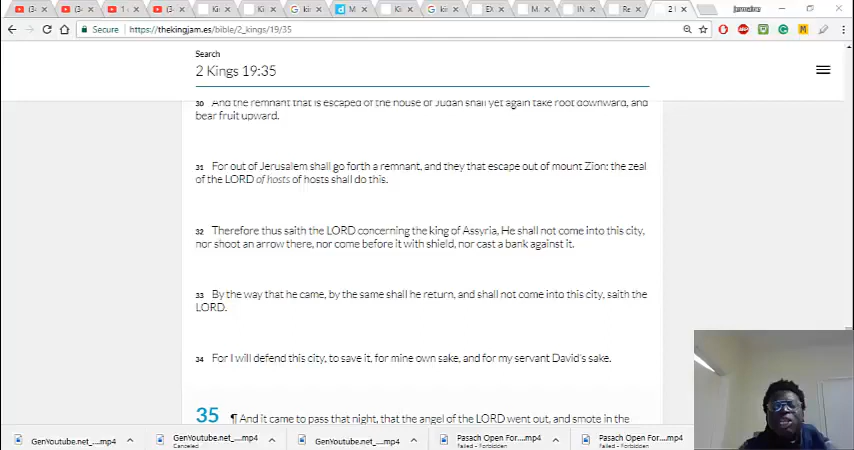 Secure
https://thekingjam.es/bible/2_kings/19/35
Search
2 Kings 19:35
30 And the remnant that is escaped of the house of Judah shall yet again take root downward, and
bear fruit upward.
31 For out of Jerusalem shall go forth a remnant, and they that escape out of mount Zion: the zeal
of the LORD of hosts of hosts shall do this.
32 Therefore thus saith the LORD concerning the king of Assyria, He shall not come into this city,
nor shoot an arrow there, nor come before it with shield, nor cast a bank against it.
33 By the way that he came, by the same shall he return, and shall not come into this city, saith the
LORD.
34 For I will defend this city, to save it, for mine own sake, and for my servant David's sake.
35 ¶ And it came to pass that night, that the angel of the LORD went out, and smote in the
GenYoutube.net_....mp4
GenYoutube.net_....mp4
Canceled
GenYoutube.net_....mp4
Pasach Open For....mp4
Failed - Forbidden
Pasach Open For....mp4
Failed - Forbidden